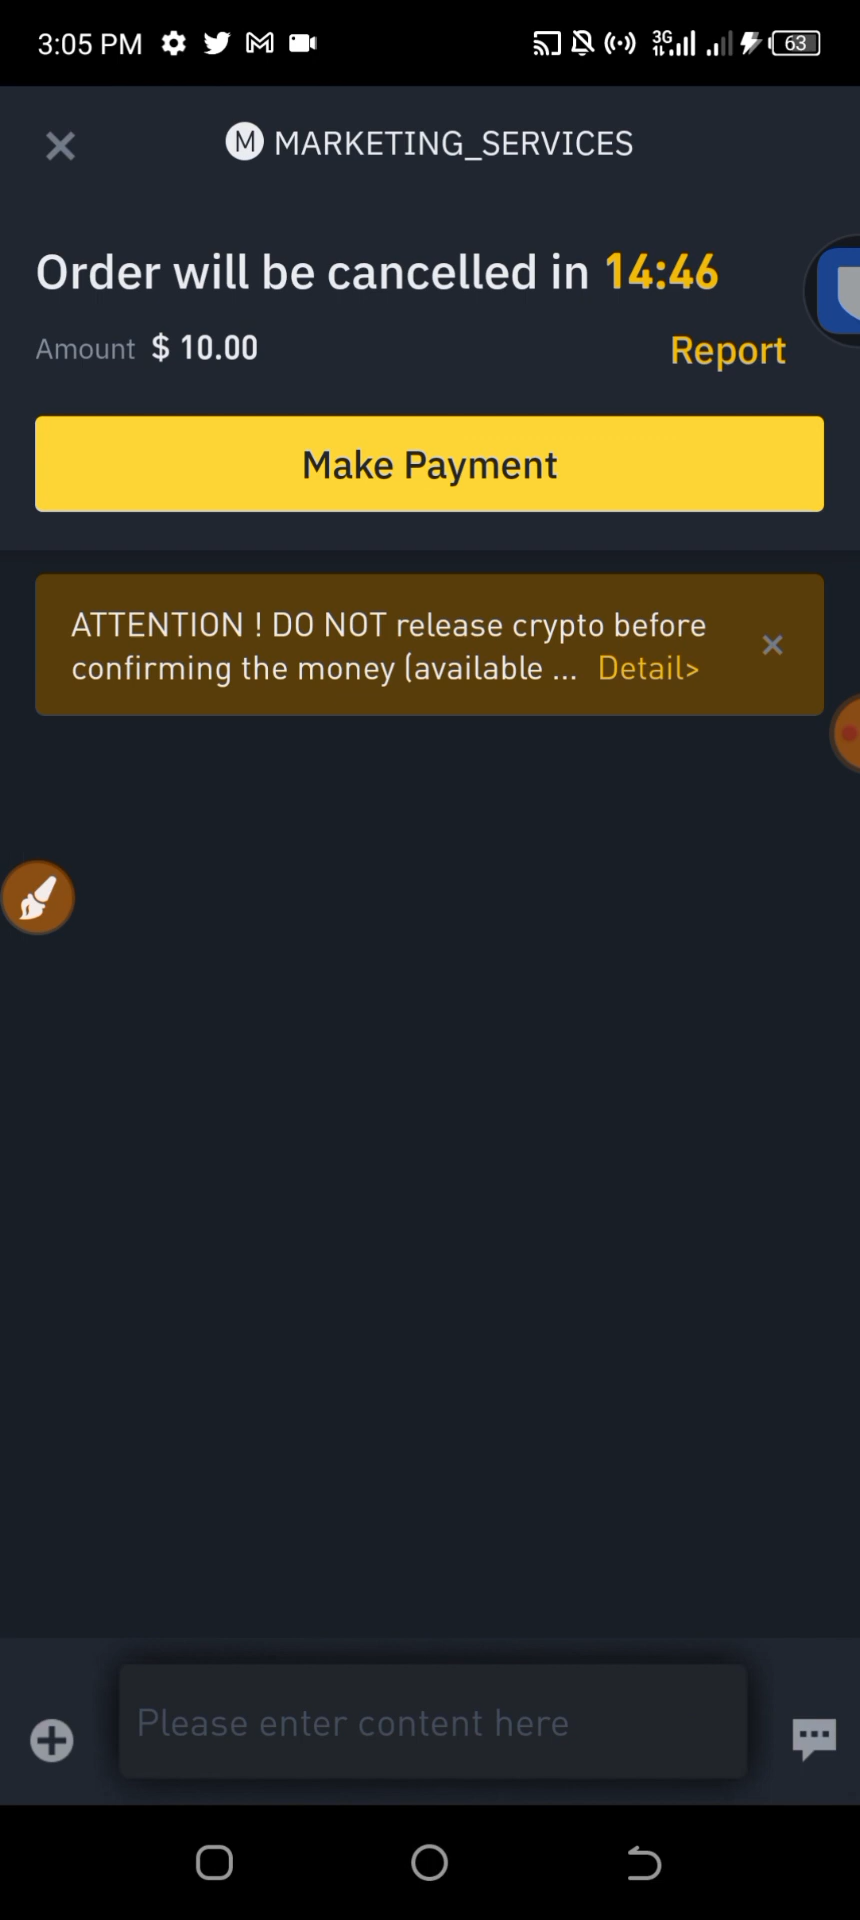 3:05 PM 3G 63
M MARKETING_SERVICES
Order will be cancelled in 14:46
Amount $ 10.00 Report
Make Payment
ATTENTION ! DO NOT release crypto before
confirming the money (available ... Detail>
Please enter content here